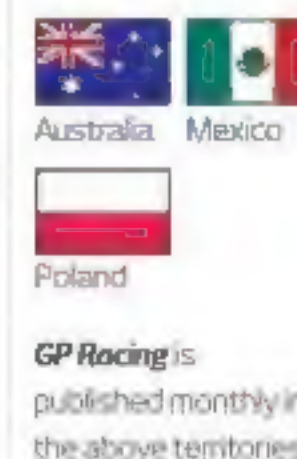 Australia Mexico
Poland
GP Racing is
published monthly in
the above territories